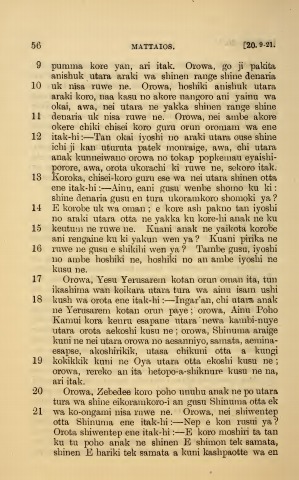 56 MATTAIOS. [20. 9-21.
9 pumma kore yan, ari itak. Orowa, go ji pakita
anishuk utara araki wa shinen range shine denaria
10 uk nisa ruwe ne. Orowa, hoshiki anishuk utara
araki koro, naa kasu no akore nangoro ani yainu wa
okai, awa, nei utara ne yakka shinen range shine
11 denaria uk nisa ruwe ne. Orowa, nei ambe akore
okere chiki chisei koro guru orun oromam wa ene
12 itak-hi :—Tan okai iyoshi no araki utara ouse shine
ichi ji kan uturuta patek monraige, awa, chi utara
anak kunneiwano orowa no tokap popkemau eyaishi-
porore, awa, orota ukorachi ki ruwe ne, sekoro itak.
13 Koroka, chisei-koro guru ese wa nei utara shinen otta
ene itak-hi :—Ainu, eani gusu wenbe shomo ku ki :
shine denaria gusu en tura ukoramkoro shomoki ya?
14 E korobe uk wa oman ; e kore ash pakno tan iyoshi
no araki utara otta ne yakka ku kore-hi anak ne ku
15 keutum ne ruwe ne. Kuani anak ne yaikota korobe
ani rengaine ku ki yakun wen ya? Kuani pirika ne
16 ruwe ne gusu e shikihi wen ya? Tambe gusu, iyoshi
no ambe hoshiki ne, hoshiki no an ambe iyoshi ne
kusu ne.
17 Orowa, Yesu Yerusarem kotan orun oman ita, tun
ikashima wan koikara utara tura wa ainu isam ushi
18 kush wa orota ene itak-hi :—Ingar'an, chi utara anak
ne Yerusarem kotan orun paye ; orowa, Ainu Poho
Kamui kora keuru esapane utara newa kambi-nuye
utara orota aekoshi kusu ne ; orowa, Shinuma araige
kuni ne nei utara orowa no aesanniyo, samata, aemina-
esapse, akoshirikik, utasa chikuni otta a kungi
19 kokikkik kuni ne Oya utara otta ekoshi kusu ne ;
orowa, rereko an ita hetopo-a-shiknure kusu ne na,
ari itak.
20 Orowa, Zebedee koro poho unuhu anak ne po utara
tura wa shine eikoramkoro-i an gusu Shinuma otta ek
21 wa ko-ongami nisa ruwe ne. Orowa, nei shiwentep
otta Shinuma ene itak-hi :—Nep e kon rusui ya?
Orota shiwentep ene itak-hi :—E koro moshiri ta tan
ku tu poho anak ne shinen E shimon tek samata,
shinen E hariki tek samata a kuni kashpaotte wa en